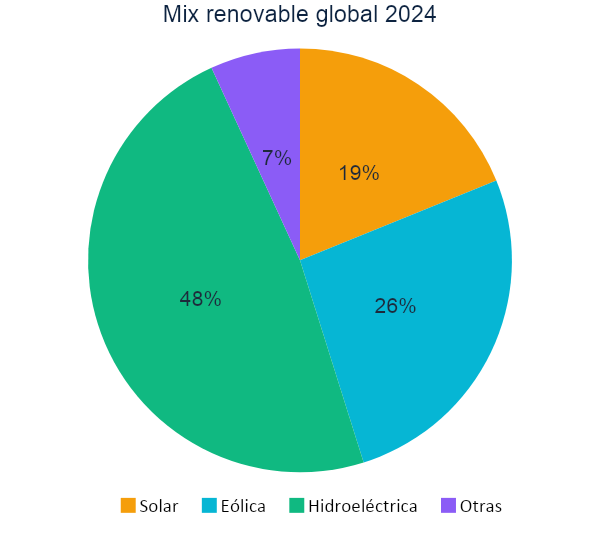 Mix renovable global 2024
7%
19%
48%
26%
Solar Eólica Hidroeléctrica Otras